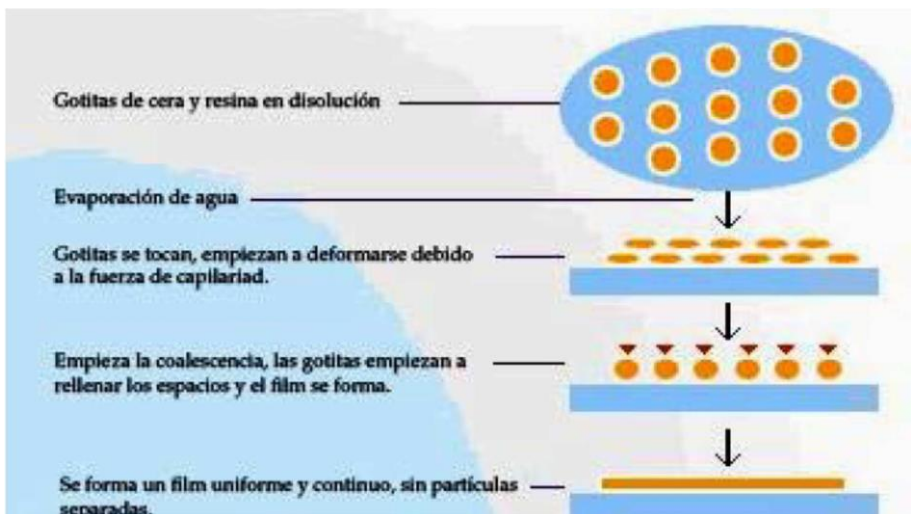 Gotitas de cera y resina en disolución
Evaporación de agua
Gotitas se tocan, empiezan a deformarse debido
a la fuerza de capilariad.
Empieza la coalescencia, las gotitas empiezan a
rellenar los espacios y el film se forma.
Se forma un film uniforme y continuo, sin partículas
separadas.